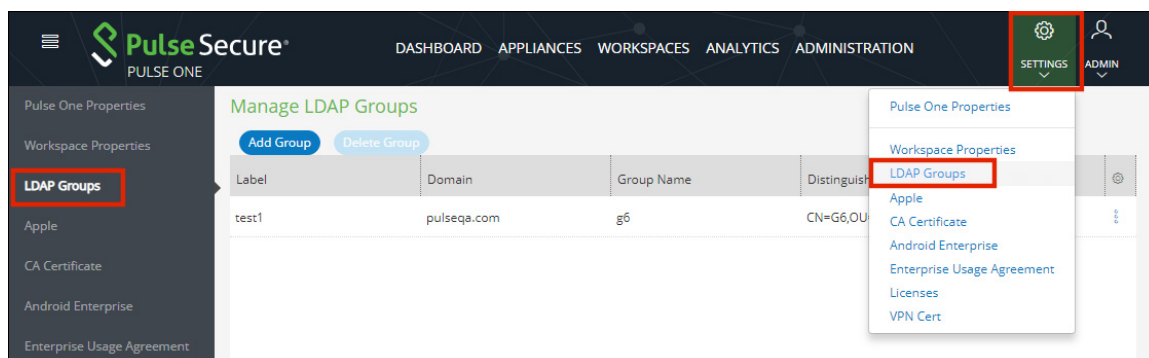 Pulse Secure®
PULSE ONE
DASHBOARD APPLIANCES WORKSPACES ANALYTICS ADMINISTRATION
SETTINGS
ADMIN
Pulse One Properties
Workspace Properties
LDAP Groups
Apple
CA Certificate
Android Enterprise
Enterprise Usage Agreement
Manage LDAP Groups
Add Group Delete Group
Label Domain Group Name Distinguish
test1 pulseqa.com g6 CN=G6,OU=
Pulse One Properties
Workspace Properties
LDAP Groups
Apple
CA Certificate
Android Enterprise
Enterprise Usage Agreement
Licenses
VPN Cert